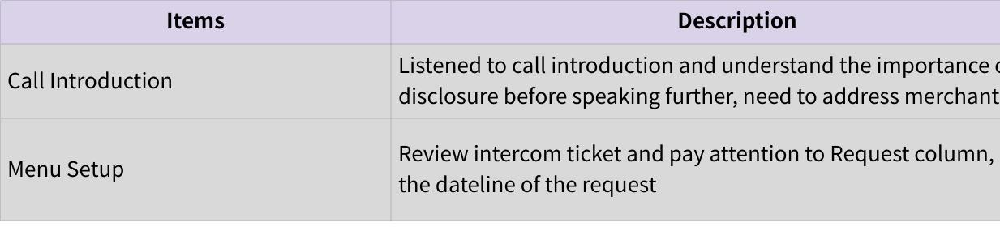 Items
Description
Call Introduction
Listened to call introduction and understand the importance
disclosure before speaking further, need to address merchant
Menu Setup
Review intercom ticket and pay attention to Request column,
the dateline of the request